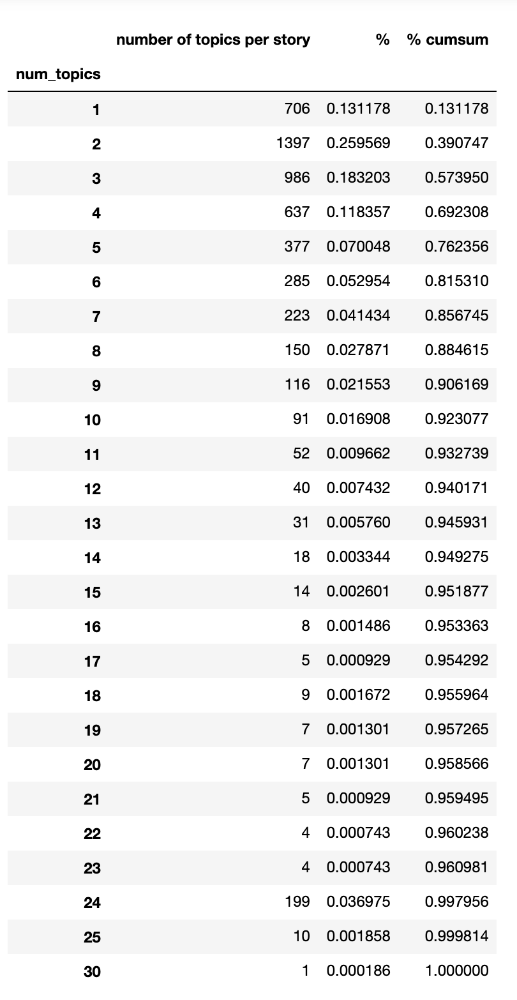 number of topics per story % % cumsum
num_topics
1 706 0.131178 0.131178
2 1397 0.259569 0.390747
3 986 0.183203 0.573950
4 637 0.118357 0.692308
5 377 0.070048 0.762356
6 285 0.052954 0.815310
7 223 0.041434 0.856745
8 150 0.027871 0.884615
9 116 0.021553 0.906169
10 91 0.016908 0.923077
11 52 0.009662 0.932739
12 40 0.007432 0.940171
13 31 0.005760 0.945931
14 18 0.003344 0.949275
15 14 0.002601 0.951877
16 8 0.001486 0.953363
17 5 0.000929 0.954292
18 9 0.001672 0.955964
19 7 0.001301 0.957265
20 7 0.001301 0.958566
21 5 0.000929 0.959495
22 4 0.000743 0.960238
23 4 0.000743 0.960981
24 199 0.036975 0.997956
25 10 0.001858 0.999814
30 1 0.000186 1.000000